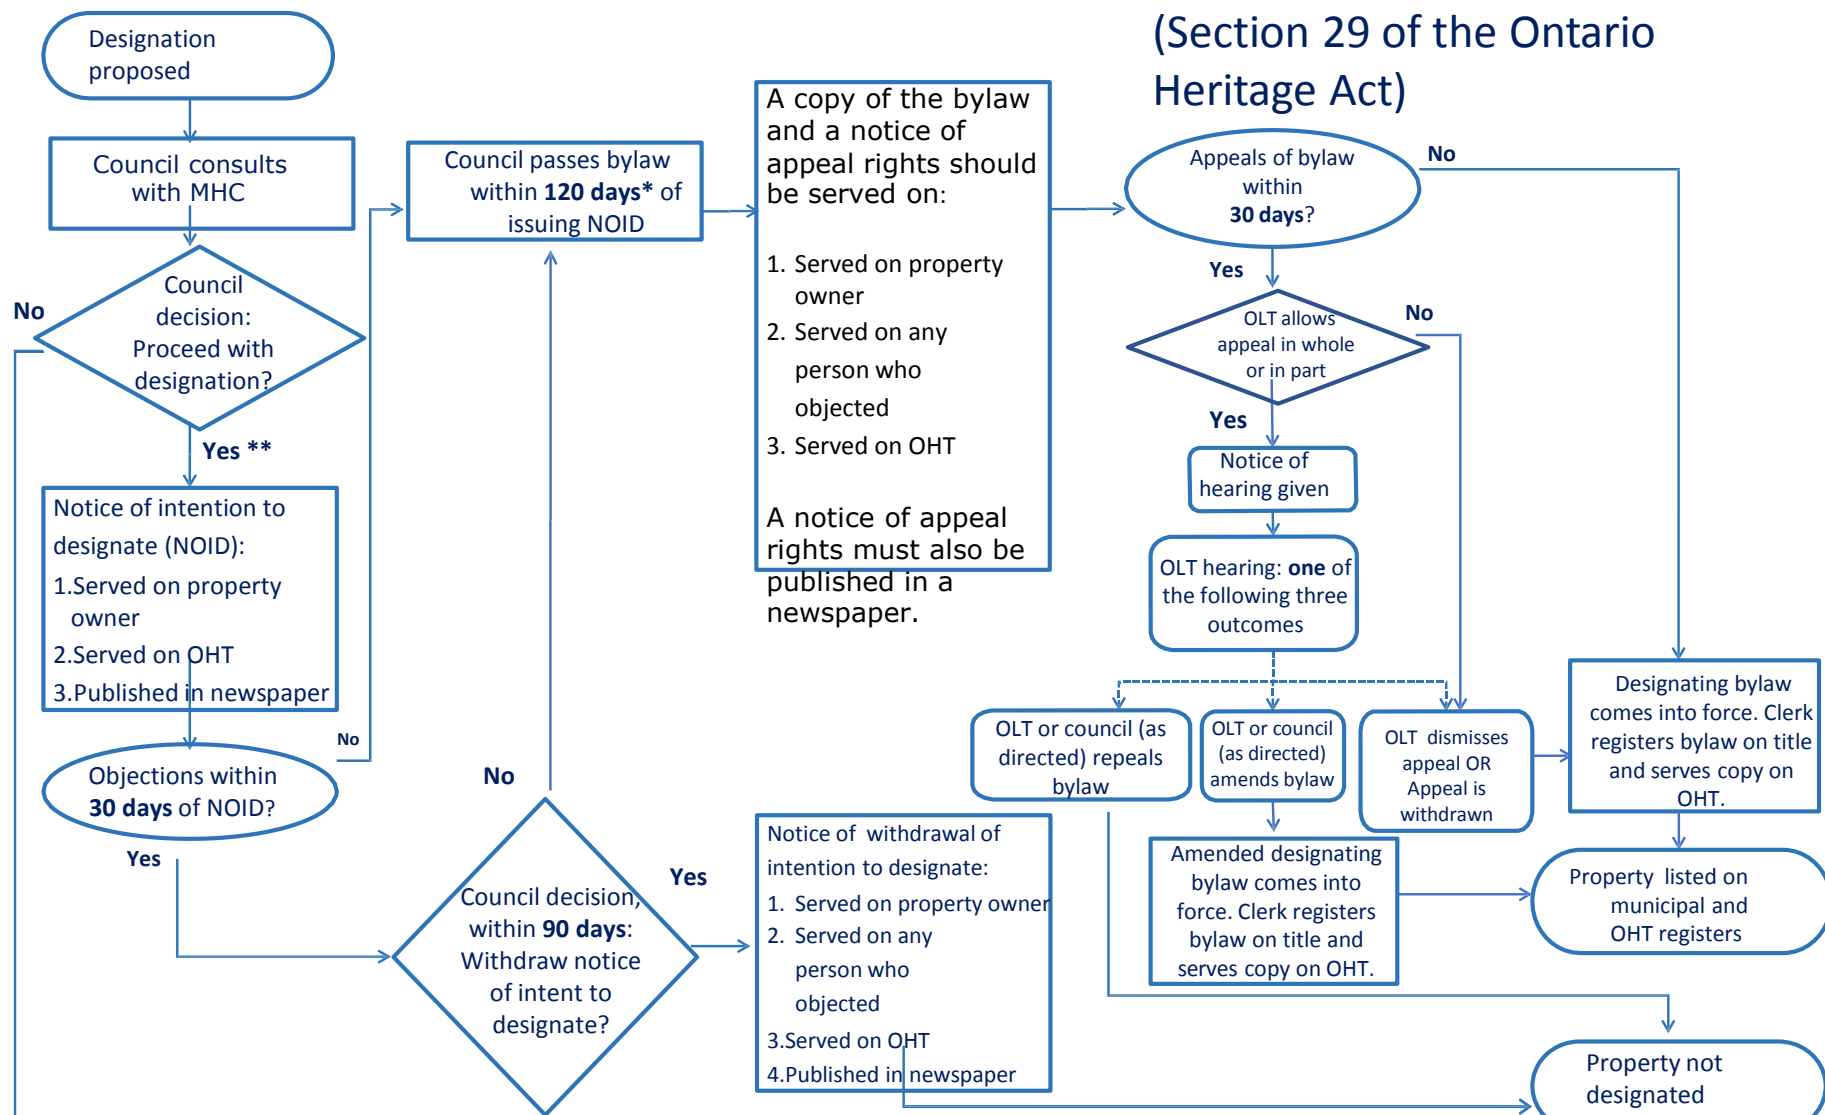 (Section 29 of the Ontario
Heritage Act)
Designation
proposed
Council consults
with MHC
Council
decision:
Proceed with
designation?
No
Yes **
Notice of intention to
designate (NOID):
1.Served on property
owner
2.Served on OHT
3.Published in newspaper
Objections within
30 days of NOID?
No
Yes
Council passes bylaw
within 120 days* of
issuing NOID
No
Council decision,
within 90 days:
Withdraw notice
of intent to
designate?
Yes
A copy of the bylaw
and a notice of
appeal rights should
be served on:
1. Served on property
owner
2. Served on any
person who
objected
3. Served on OHT
A notice of appeal
rights must also be
published in a
newspaper.
Notice of withdrawal of
intention to designate:
1. Served on property owner
2. Served on any
person who
objected
3.Served on OHT
4.Published in newspaper
Appeals of bylaw
within
30 days?
No
Yes
OLT allows
appeal in whole
or in part
No
Yes
Notice of
hearing given
OLT hearing: one of
the following three
outcomes
OLT or council (as
directed) repeals
bylaw
OLT or council
(as directed)
amends bylaw
OLT dismisses
appeal OR
Appeal is
withdrawn
Designating bylaw
comes into force. Clerk
registers bylaw on title
and serves copy on
OHT.
Amended designating
bylaw comes into
force. Clerk registers
bylaw on title and
serves copy on OHT.
Property listed on
municipal and
OHT registers
Property not
designated